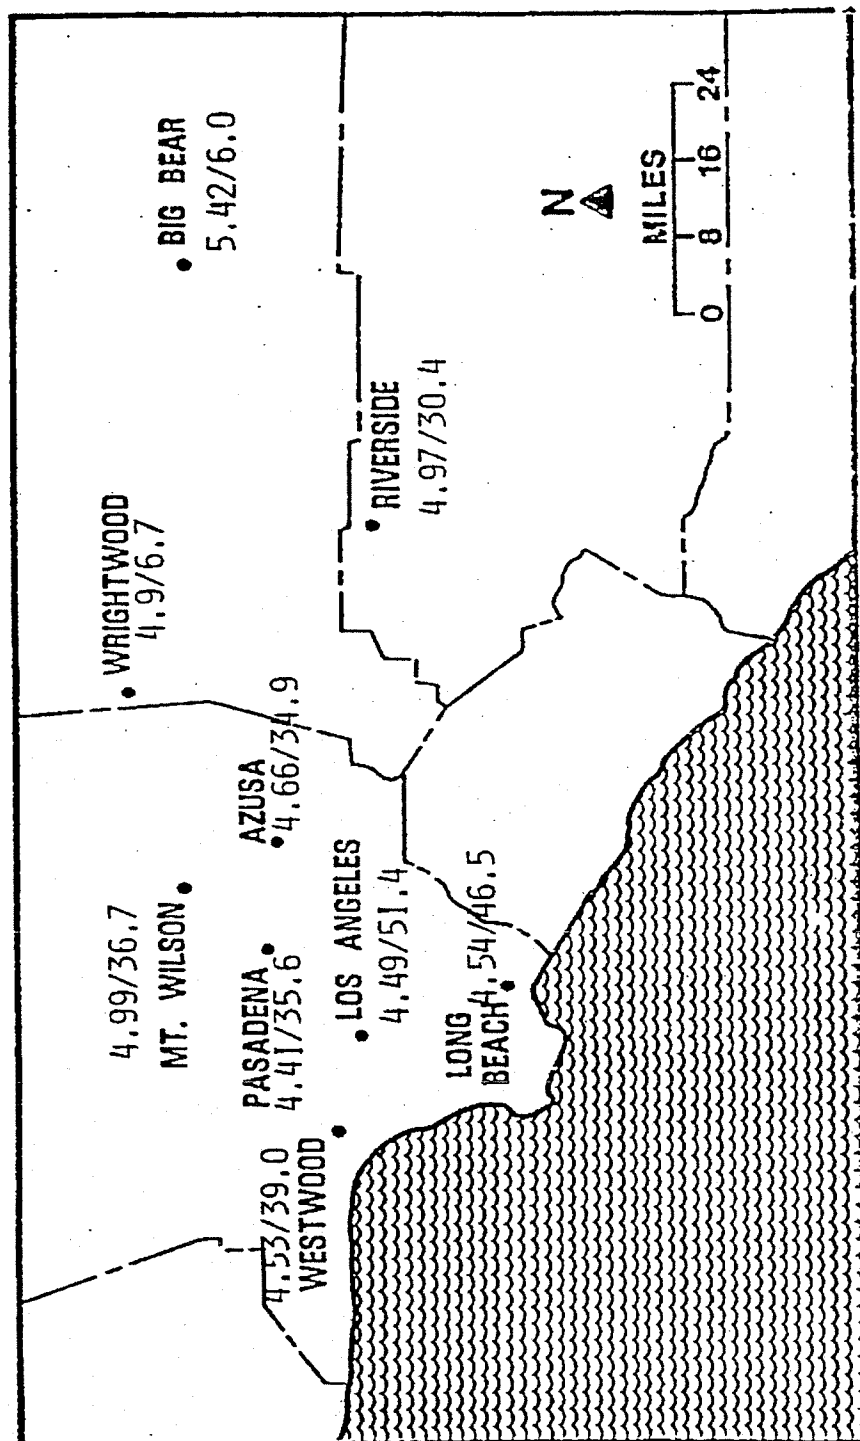 WRIGHTWOOD
4.9/6.7
BIG BEAR
5.42/6.0
4.99/36.7
MT. WILSON
AZUSA
4.66/34.9
PASADENA
4.41/35.6
4.53/39.0
WESTWOOD
LOS ANGELES
4.49/51.4
RIVERSIDE
4.97/30.4
LONG
BEACH 4.54/46.5
N
MILES
0 8 16 24